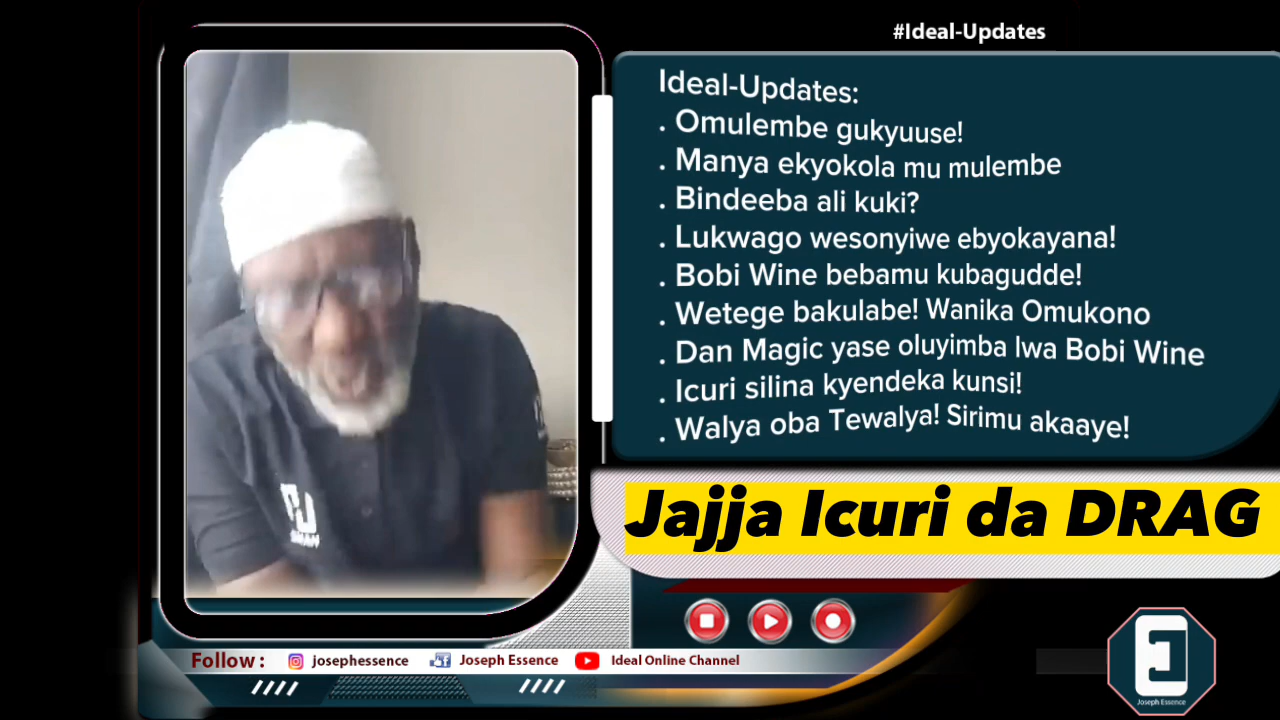 #Ideal-Updates
Ideal-Updates:
. Omulembe gukyuuse!
. Manya ekyokola mu mulembe
. Bindeeba ali kuki?
. Lukwago wesonyiwe ebyokayana!
. Bobi Wine bebamu kubagudde!
. Wetege bakulabe! Wanika Omukono
. Dan Magic yase oluyimba lwa Bobi Wine
. Icuri silina kyendeka kunsi!
. Walya oba Tewalya! Sirimu akaaye!
Jajja Icuri da DRAG
Follow : josephessence Joseph Essence Ideal Online Channel
Joseph Essence